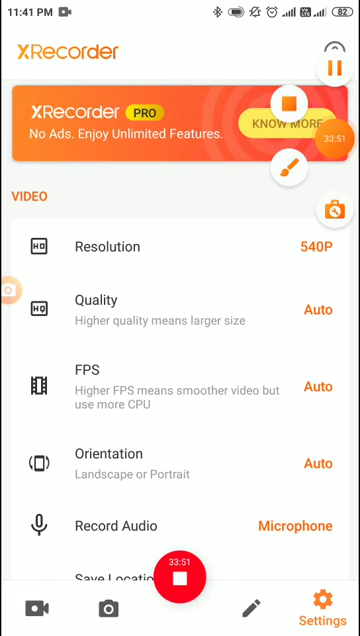 11:41 PM 82
XRecorder
XRecorder PRO
No Ads. Enjoy Unlimited Features.
KNOW MORE
33:51
VIDEO
Resolution 540P
Quality Auto
Higher quality means larger size
FPS Auto
Higher FPS means smoother video but
use more CPU
Orientation Auto
Landscape or Portrait
Record Audio Microphone
33:51
Save Locatio
Settings